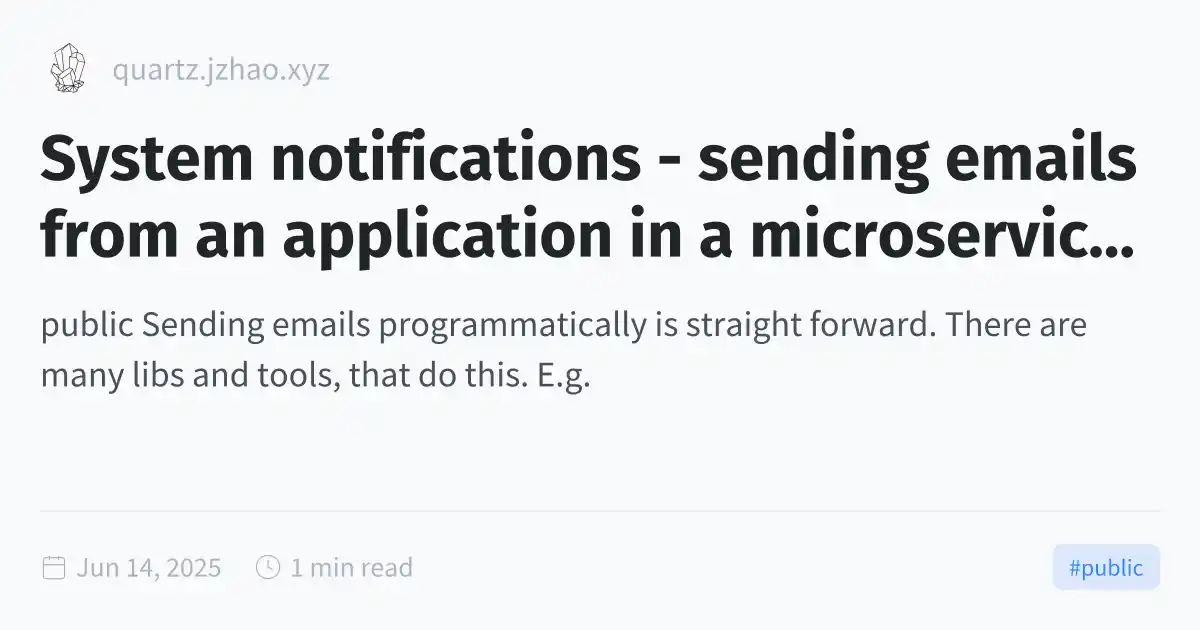 quartz.jzhao.xyz
System notifications - sending emails
from an application in a microservic...
public Sending emails programmatically is straight forward. There are
many libs and tools, that do this. E.g.
Jun 14, 2025 1 min read #public